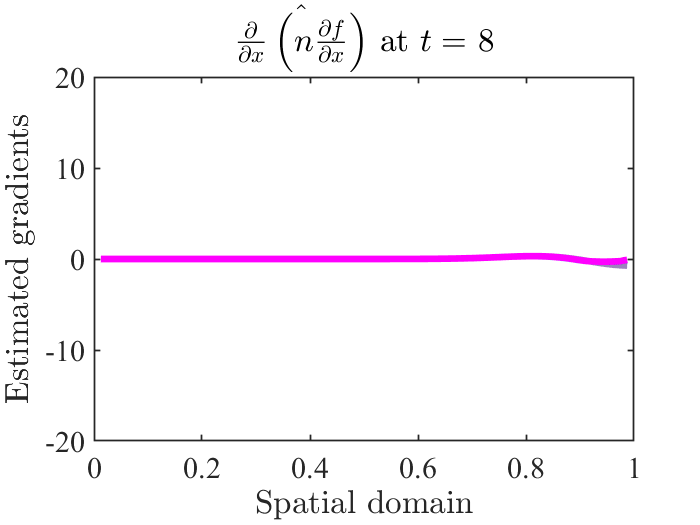 ∂/∂x (n̂ ∂f/∂x) at t = 8
Estimated gradients
20
10
0
-10
-20
0 0.2 0.4 0.6 0.8 1
Spatial domain